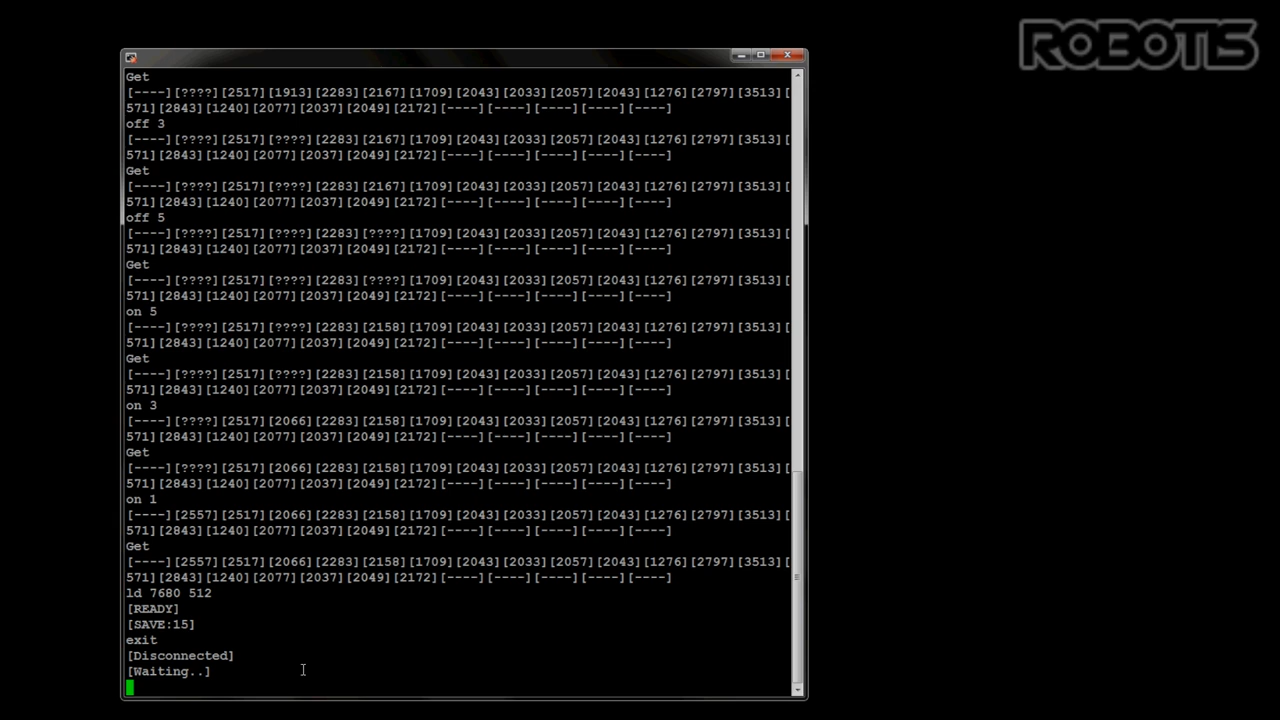 ROBOTIS
Get
[----][????][2517][1913][2283][2167][1709][2043][2033][2057][2043][1276][2797][3513][
571][2843][1240][2077][2037][2049][2172][----][----][----][----][----]
off 3
[----][????][2517][????][2283][2167][1709][2043][2033][2057][2043][1276][2797][3513][
571][2843][1240][2077][2037][2049][2172][----][----][----][----][----]
Get
[----][????][2517][????][2283][2167][1709][2043][2033][2057][2043][1276][2797][3513][
571][2843][1240][2077][2037][2049][2172][----][----][----][----][----]
off 5
[----][????][2517][????][2283][????][1709][2043][2033][2057][2043][1276][2797][3513][
571][2843][1240][2077][2037][2049][2172][----][----][----][----][----]
Get
[----][????][2517][????][2283][????][1709][2043][2033][2057][2043][1276][2797][3513][
571][2843][1240][2077][2037][2049][2172][----][----][----][----][----]
on 5
[----][????][2517][????][2283][2158][1709][2043][2033][2057][2043][1276][2797][3513][
571][2843][1240][2077][2037][2049][2172][----][----][----][----][----]
Get
[----][????][2517][????][2283][2158][1709][2043][2033][2057][2043][1276][2797][3513][
571][2843][1240][2077][2037][2049][2172][----][----][----][----][----]
on 3
[----][????][2517][2066][2283][2158][1709][2043][2033][2057][2043][1276][2797][3513][
571][2843][1240][2077][2037][2049][2172][----][----][----][----][----]
Get
[----][????][2517][2066][2283][2158][1709][2043][2033][2057][2043][1276][2797][3513][
571][2843][1240][2077][2037][2049][2172][----][----][----][----][----]
on 1
[----][2557][2517][2066][2283][2158][1709][2043][2033][2057][2043][1276][2797][3513][
571][2843][1240][2077][2037][2049][2172][----][----][----][----][----]
Get
[----][2557][2517][2066][2283][2158][1709][2043][2033][2057][2043][1276][2797][3513][
571][2843][1240][2077][2037][2049][2172][----][----][----][----][----]
ld 7680 512
[READY]
[SAVE:15]
exit
[Disconnected]
[Waiting..]